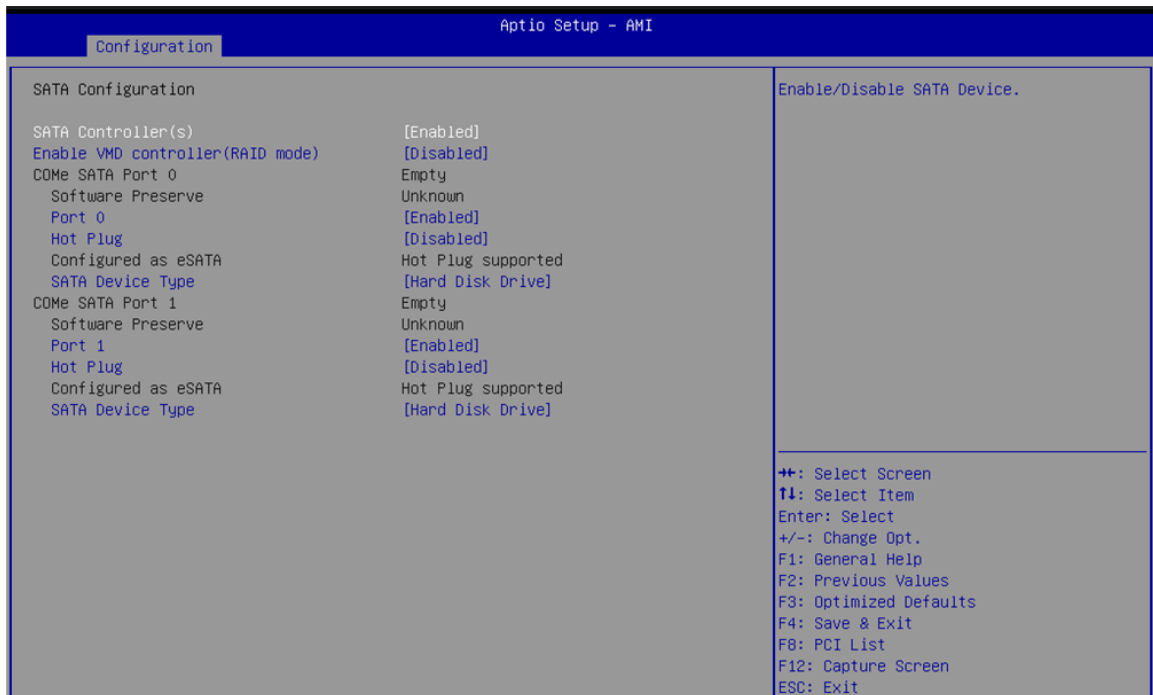 Aptio Setup - AMI
Configuration
SATA Configuration
SATA Controller(s) [Enabled]
Enable VMD controller(RAID mode) [Disabled]
COMe SATA Port 0 Empty
Software Preserve Unknown
Port 0 [Enabled]
Hot Plug [Disabled]
Configured as eSATA Hot Plug supported
SATA Device Type [Hard Disk Drive]
COMe SATA Port 1 Empty
Software Preserve Unknown
Port 1 [Enabled]
Hot Plug [Disabled]
Configured as eSATA Hot Plug supported
SATA Device Type [Hard Disk Drive]
Enable/Disable SATA Device.
→←: Select Screen
↑↓: Select Item
Enter: Select
+/-: Change Opt.
F1: General Help
F2: Previous Values
F3: Optimized Defaults
F4: Save & Exit
F8: PCI List
F12: Capture Screen
ESC: Exit